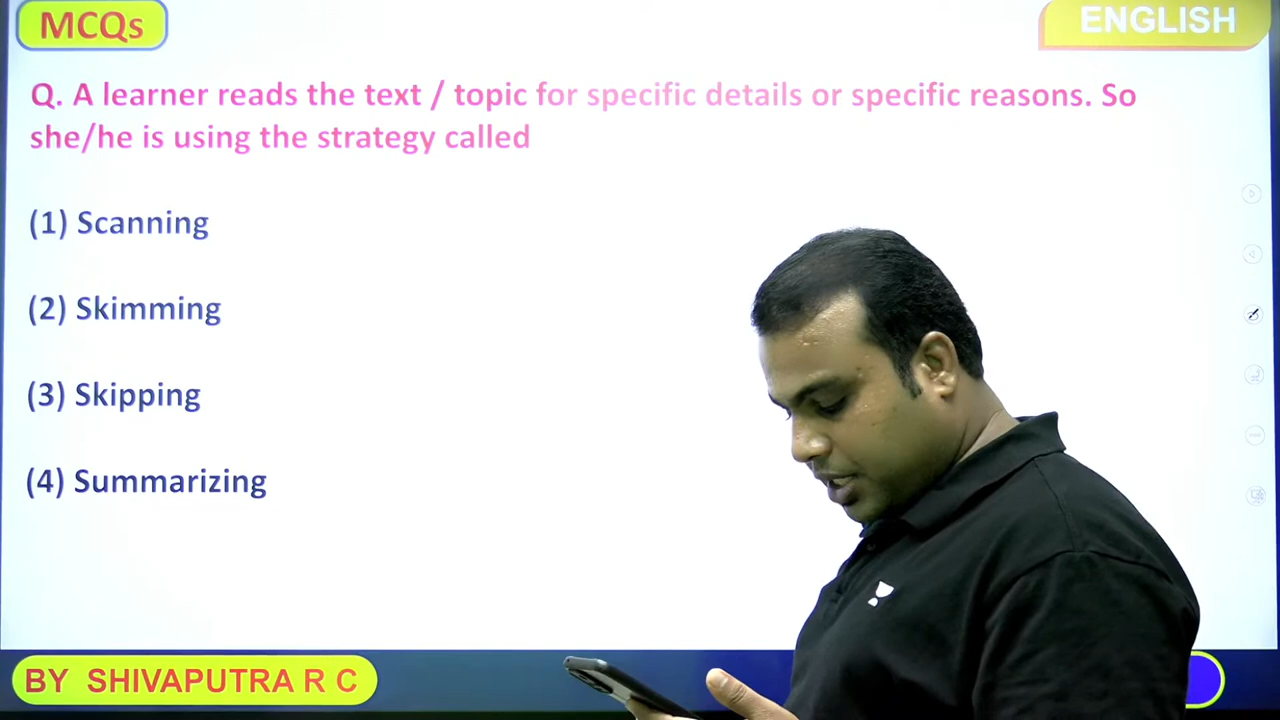 MCQs
ENGLISH
Q. A learner reads the text / topic for specific details or specific reasons. So
she/he is using the strategy called
(1) Scanning
(2) Skimming
(3) Skipping
(4) Summarizing
BY SHIVAPUTRA R C